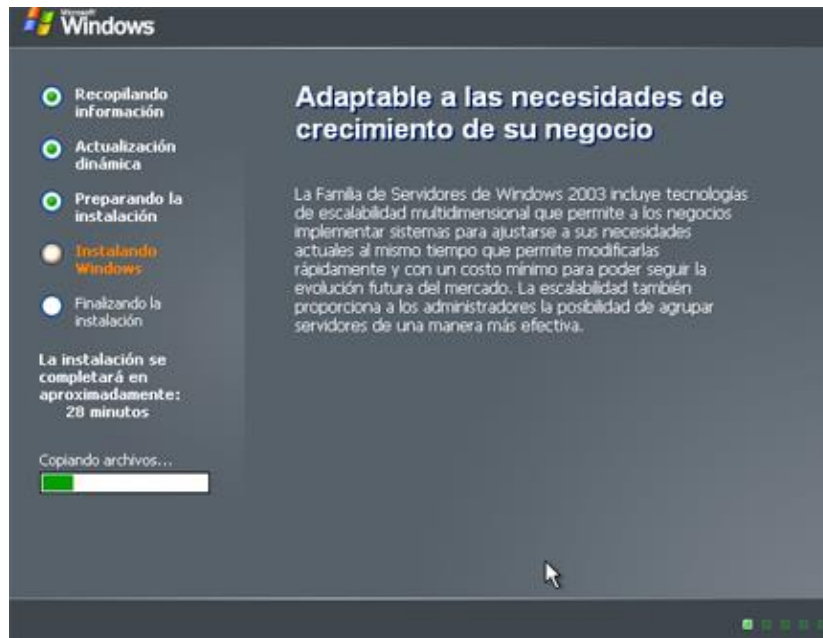 Microsoft
Windows
Recopilando
información
Actualización
dinámica
Preparando la
instalación
Instalando
Windows
Finalizando la
instalación
La instalación se
completará en
aproximadamente:
28 minutos
Copiando archivos...
Adaptable a las necesidades de
crecimiento de su negocio
La Familia de Servidores de Windows 2003 incluye tecnologías
de escalabilidad multidimensional que permite a los negocios
implementar sistemas para ajustarse a sus necesidades
actuales al mismo tiempo que permite modificarlas
rápidamente y con un costo mínimo para poder seguir la
evolución futura del mercado. La escalabilidad también
proporciona a los administradores la posibilidad de agrupar
servidores de una manera más efectiva.